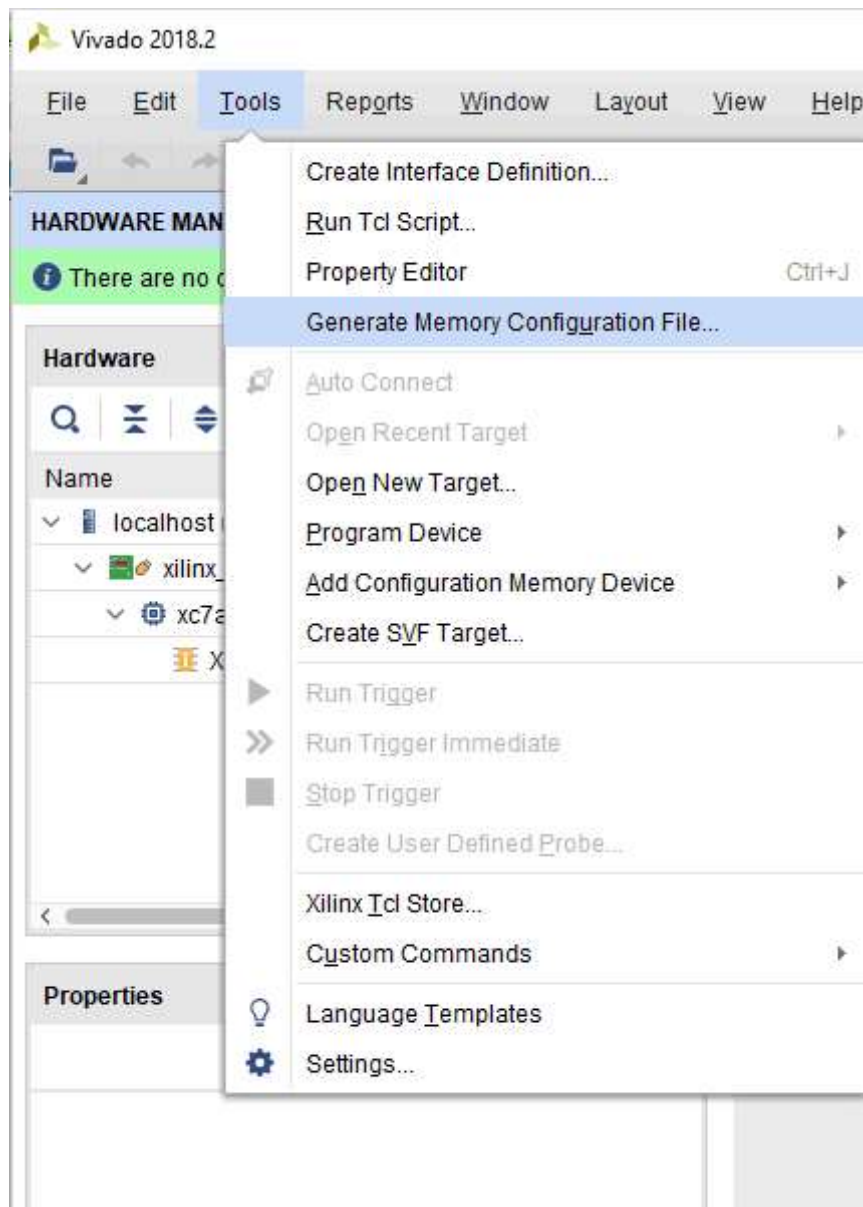 Vivado 2018.2
File Edit Tools Reports Window Layout View Help
Create Interface Definition...
Run Tcl Script...
HARDWARE MAN
Property Editor Ctrl+J
There are no
Generate Memory Configuration File...
Hardware
Auto Connect
Open Recent Target
Name
Open New Target...
localhost
Program Device
xilinx_
Add Configuration Memory Device
xc7a
Create SVF Target...
X
Run Trigger
Run Trigger Immediate
Stop Trigger
Create User Defined Probe...
Xilinx Tcl Store...
Custom Commands
Properties
Language Templates
Settings...